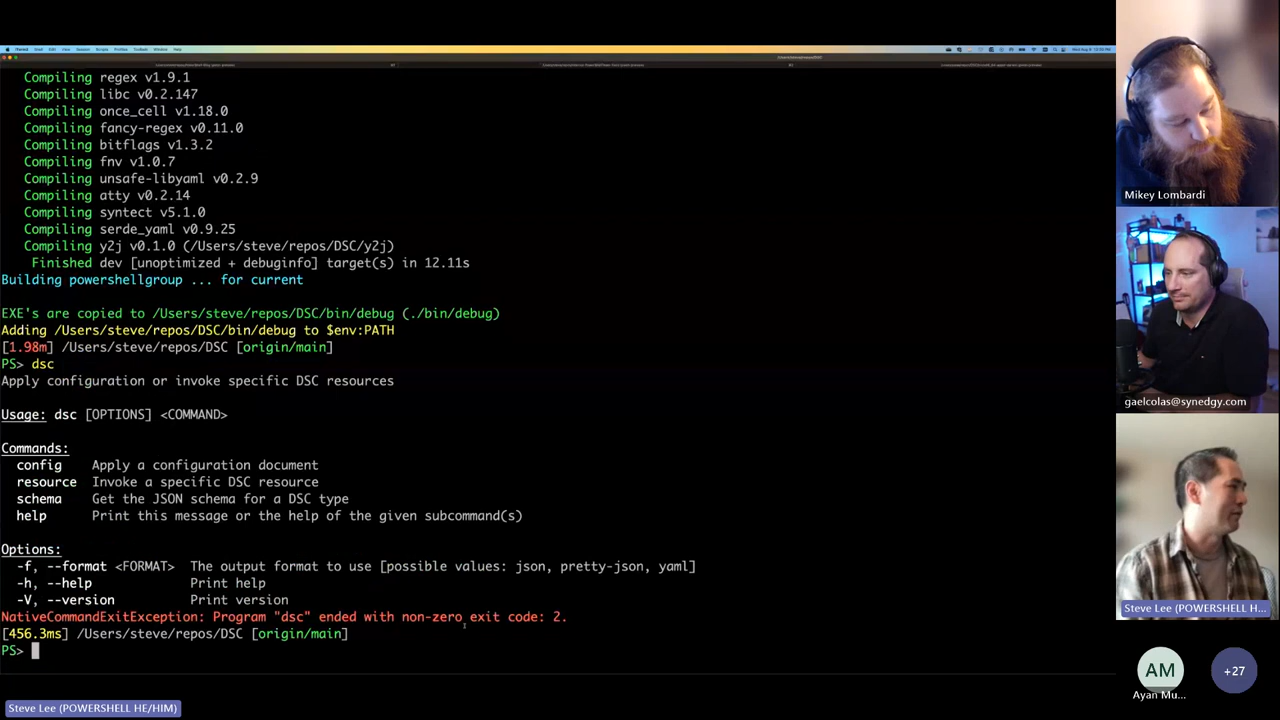 Compiling regex v1.9.1
Compiling libc v0.2.147
Compiling once_cell v1.18.0
Compiling fancy-regex v0.11.0
Compiling bitflags v1.3.2
Compiling fnv v1.0.7
Compiling unsafe-libyaml v0.2.9
Compiling atty v0.2.14
Compiling syntect v5.1.0
Compiling serde_yaml v0.9.25
Compiling y2j v0.1.0 (/Users/steve/repos/DSC/y2j)
Finished dev [unoptimized + debuginfo] target(s) in 12.11s
Building powershellgroup ... for current
EXE's are copied to /Users/steve/repos/DSC/bin/debug (./bin/debug)
Adding /Users/steve/repos/DSC/bin/debug to $env:PATH
[1.98m] /Users/steve/repos/DSC [origin/main]
PS> dsc
Apply configuration or invoke specific DSC resources
Usage: dsc [OPTIONS] <COMMAND>
Commands:
config Apply a configuration document
resource Invoke a specific DSC resource
schema Get the JSON schema for a DSC type
help Print this message or the help of the given subcommand(s)
Options:
-f, --format <FORMAT> The output format to use [possible values: json, pretty-json, yaml]
-h, --help Print help
-V, --version Print version
NativeCommandExitException: Program "dsc" ended with non-zero exit code: 2.
[456.3ms] /Users/steve/repos/DSC [origin/main]
PS>
Steve Lee (POWERSHELL HE/HIM)
Mikey Lombardi
gaelcolas@synedgy.com
Steve Lee (POWERSHELL H...
AM
Ayan Mu...
+27